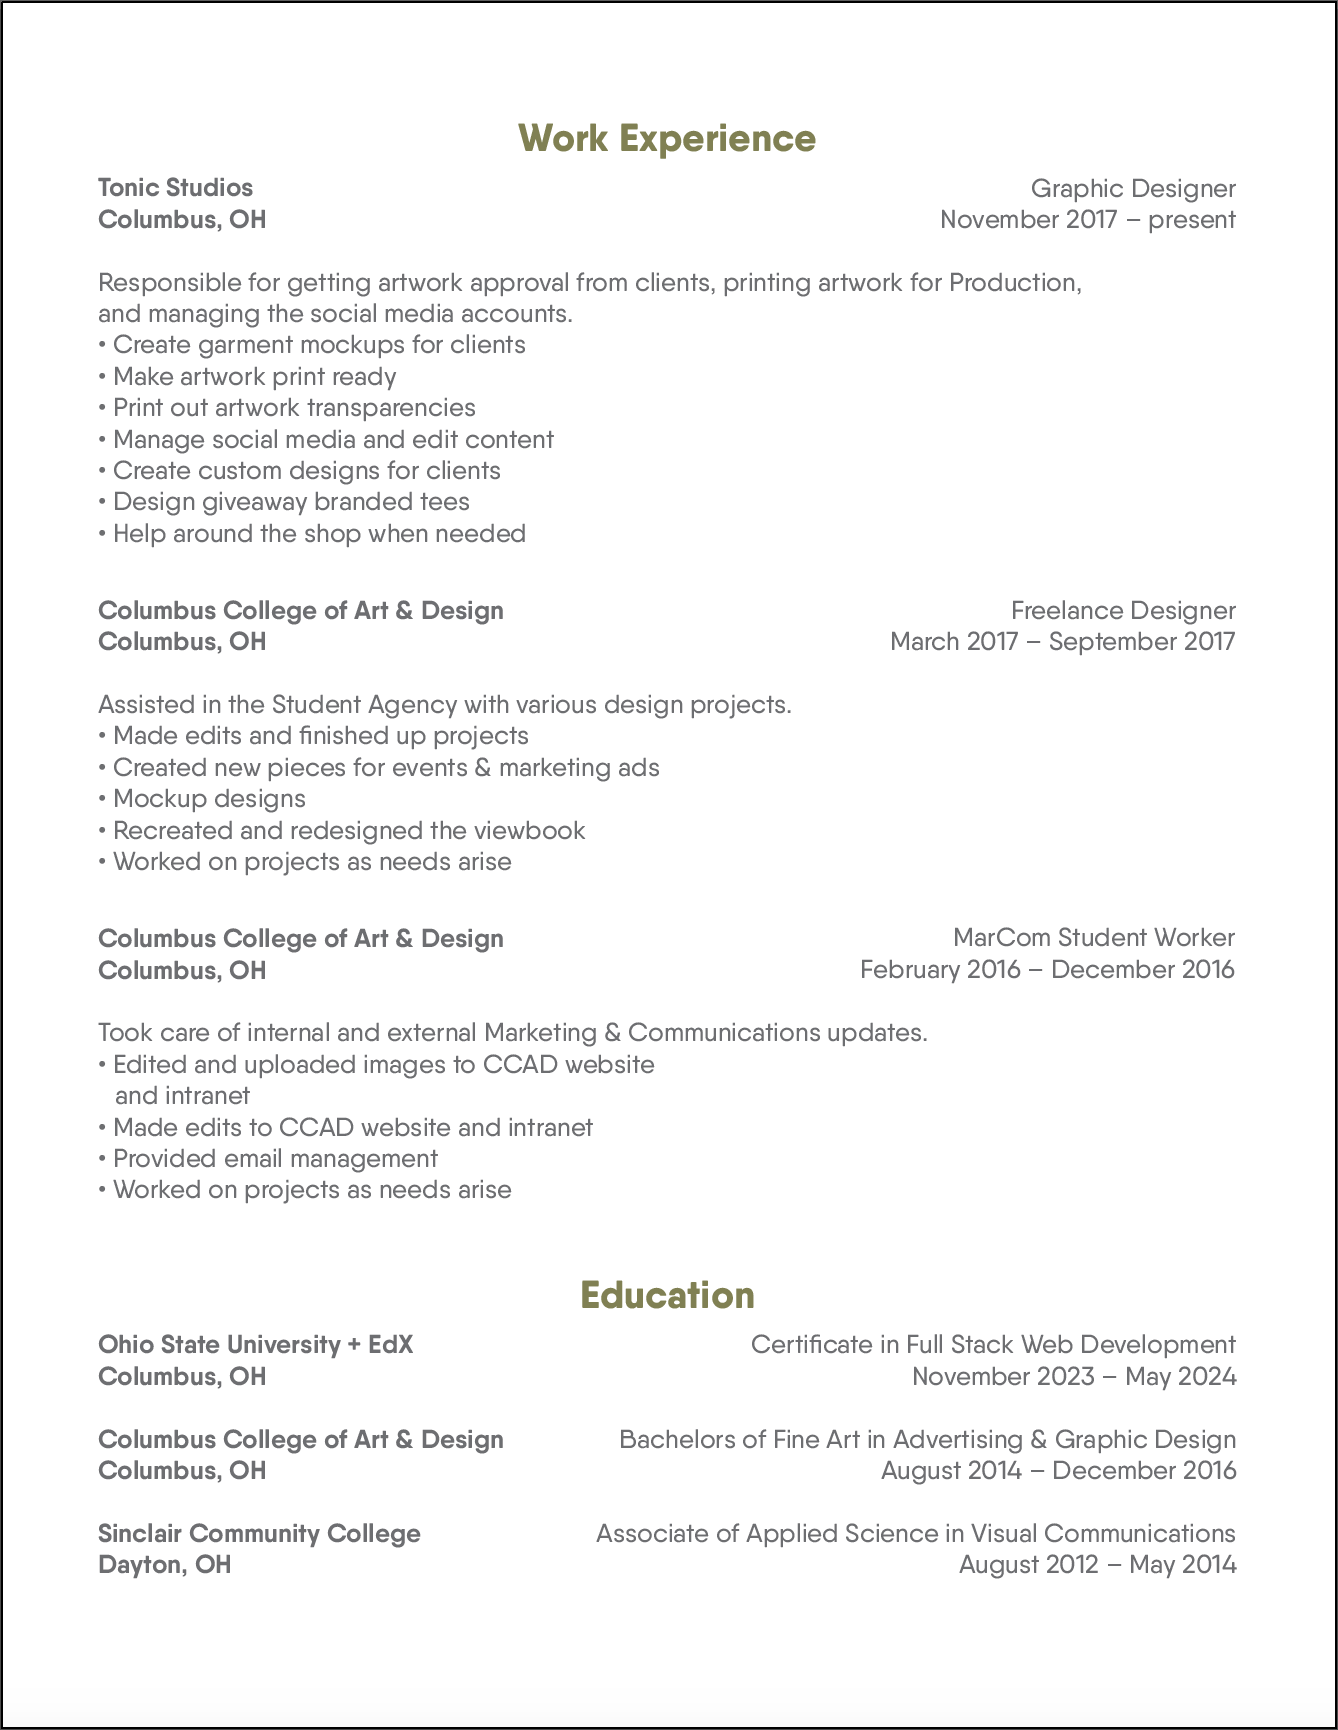 Work Experience
Tonic Studios Graphic Designer
Columbus, OH November 2017 – present
Responsible for getting artwork approval from clients, printing artwork for Production,
and managing the social media accounts.
• Create garment mockups for clients
• Make artwork print ready
• Print out artwork transparencies
• Manage social media and edit content
• Create custom designs for clients
• Design giveaway branded tees
• Help around the shop when needed
Columbus College of Art & Design Freelance Designer
Columbus, OH March 2017 – September 2017
Assisted in the Student Agency with various design projects.
• Made edits and finished up projects
• Created new pieces for events & marketing ads
• Mockup designs
• Recreated and redesigned the viewbook
• Worked on projects as needs arise
Columbus College of Art & Design MarCom Student Worker
Columbus, OH February 2016 – December 2016
Took care of internal and external Marketing & Communications updates.
• Edited and uploaded images to CCAD website
and intranet
• Made edits to CCAD website and intranet
• Provided email management
• Worked on projects as needs arise
Education
Ohio State University + EdX Certificate in Full Stack Web Development
Columbus, OH November 2023 – May 2024
Columbus College of Art & Design Bachelors of Fine Art in Advertising & Graphic Design
Columbus, OH August 2014 – December 2016
Sinclair Community College Associate of Applied Science in Visual Communications
Dayton, OH August 2012 – May 2014